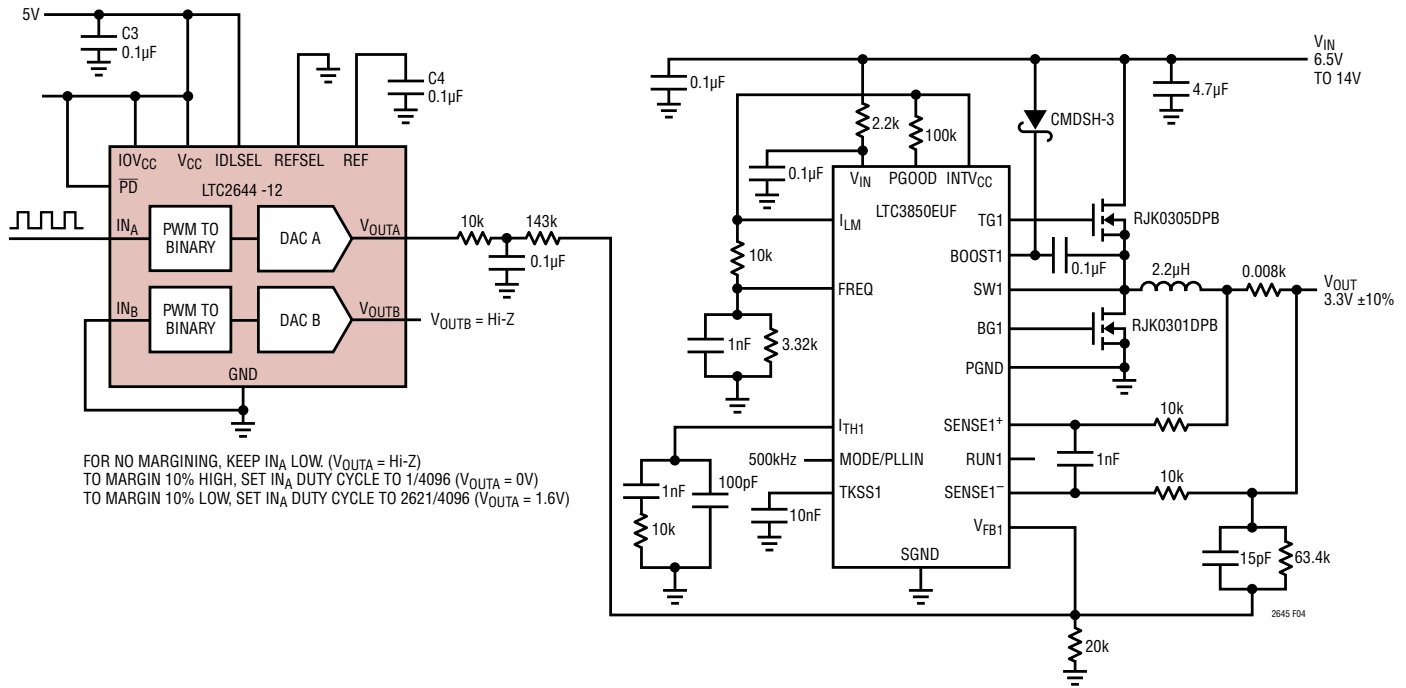 5V
C3
0.1µF
C4
0.1µF
IOVCC
VCC
IDLSEL
REFSEL
REF
PD
LTC2644 -12
INA
PWM TO
BINARY
DAC A
VOUTA
INB
PWM TO
BINARY
DAC B
VOUTB
VOUTB = Hi-Z
GND
10k
143k
0.1µF
FOR NO MARGINING, KEEP INA LOW. (VOUTA = Hi-Z)
TO MARGIN 10% HIGH, SET INA DUTY CYCLE TO 1/4096 (VOUTA = 0V)
TO MARGIN 10% LOW, SET INA DUTY CYCLE TO 2621/4096 (VOUTA = 1.6V)
VIN
6.5V
TO 14V
0.1µF
4.7µF
2.2k
100k
CMDSH-3
0.1µF
VIN
PGOOD
INTVCC
LTC3850EUF
ILM
TG1
RJK0305DPB
10k
BOOST1
0.1µF
FREQ
SW1
2.2µH
0.008k
VOUT
3.3V ±10%
1nF
3.32k
BG1
RJK0301DPB
PGND
ITH1
SENSE1+
10k
500kHz
MODE/PLLIN
RUN1
1nF
1nF
100pF
10k
TKSS1
SENSE1–
10k
10nF
VFB1
SGND
15pF
63.4k
20k
2645 F04